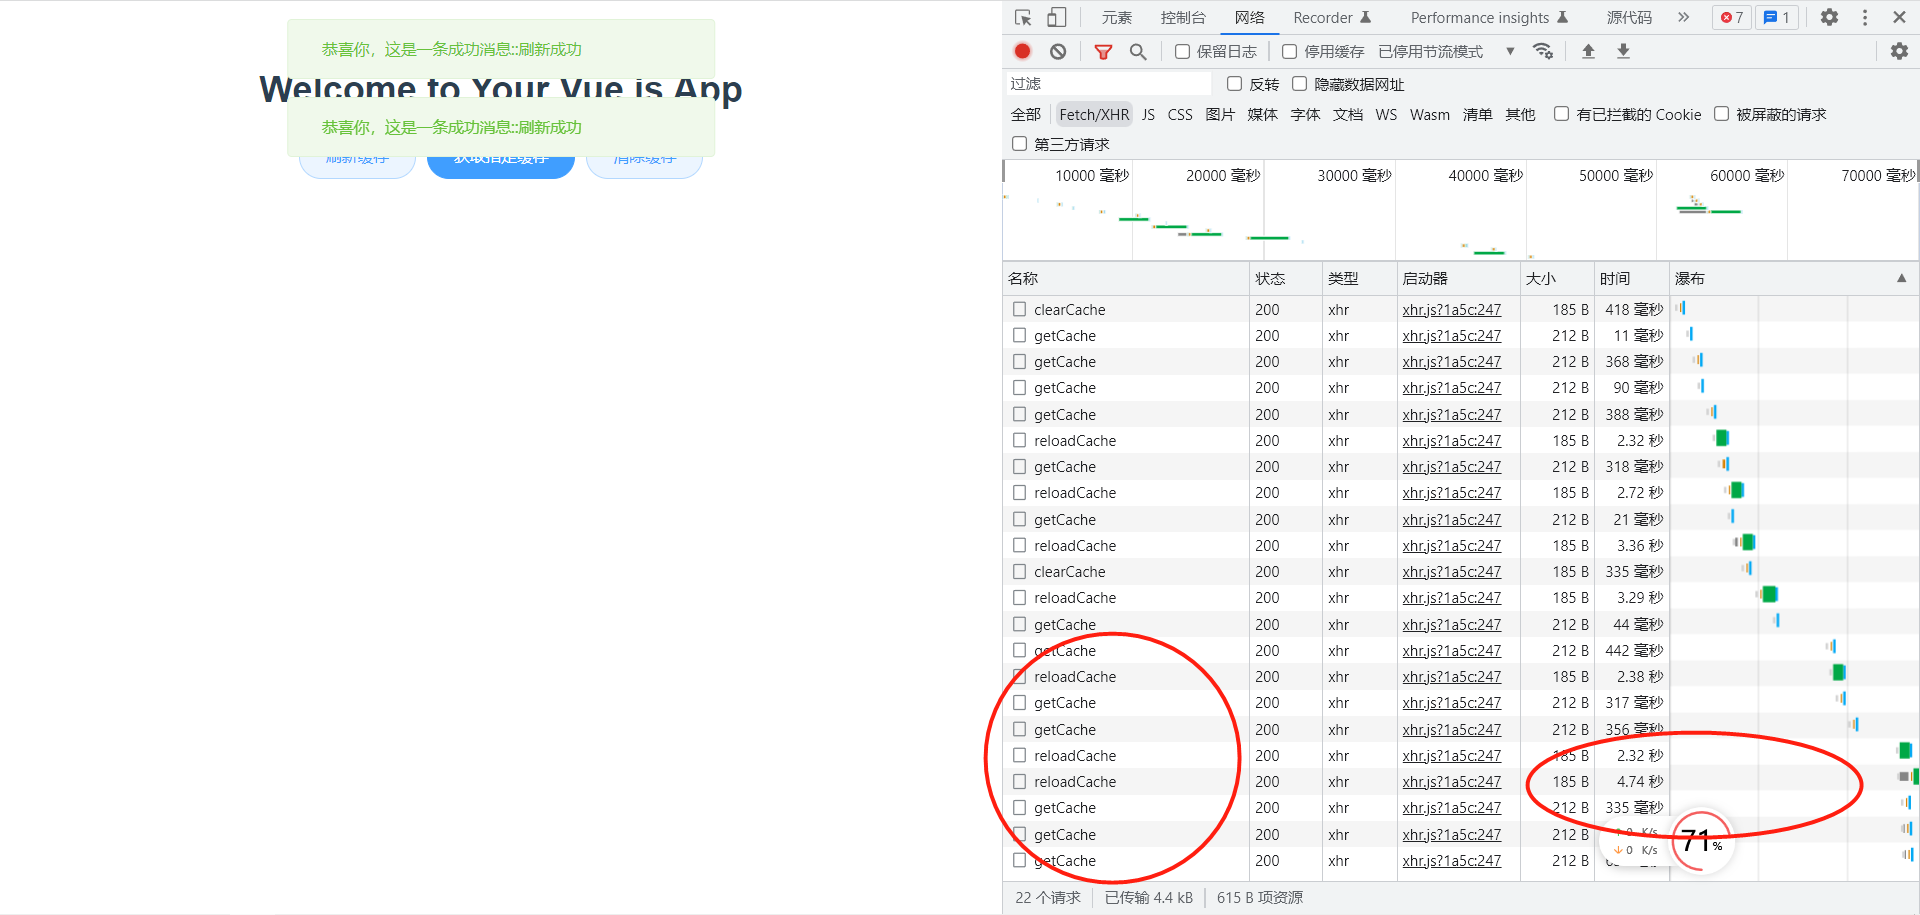 恭喜你，这是一条成功消息::刷新成功
Welcome to Your Vue.js App
恭喜你，这是一条成功消息::刷新成功
刷新缓存 获取指定缓存 清除缓存
元素 控制台 网络 Recorder Performance insights 源代码 » 7 1
保留日志 停用缓存 已停用节流模式
过滤 反转 隐藏数据网址
全部 Fetch/XHR JS CSS 图片 媒体 字体 文档 WS Wasm 清单 其他 有已拦截的 Cookie 被屏蔽的请求
第三方请求
10000 毫秒 20000 毫秒 30000 毫秒 40000 毫秒 50000 毫秒 60000 毫秒 70000 毫秒
名称 状态 类型 启动器 大小 时间 瀑布
clearCache 200 xhr xhr.js?1a5c:247 185 B 418 毫秒
getCache 200 xhr xhr.js?1a5c:247 212 B 11 毫秒
getCache 200 xhr xhr.js?1a5c:247 212 B 368 毫秒
getCache 200 xhr xhr.js?1a5c:247 212 B 90 毫秒
getCache 200 xhr xhr.js?1a5c:247 212 B 388 毫秒
reloadCache 200 xhr xhr.js?1a5c:247 185 B 2.32 秒
getCache 200 xhr xhr.js?1a5c:247 212 B 318 毫秒
reloadCache 200 xhr xhr.js?1a5c:247 185 B 2.72 秒
getCache 200 xhr xhr.js?1a5c:247 212 B 21 毫秒
reloadCache 200 xhr xhr.js?1a5c:247 185 B 3.36 秒
clearCache 200 xhr xhr.js?1a5c:247 185 B 335 毫秒
reloadCache 200 xhr xhr.js?1a5c:247 185 B 3.29 秒
getCache 200 xhr xhr.js?1a5c:247 212 B 44 毫秒
getCache 200 xhr xhr.js?1a5c:247 212 B 442 毫秒
reloadCache 200 xhr xhr.js?1a5c:247 185 B 2.38 秒
getCache 200 xhr xhr.js?1a5c:247 212 B 317 毫秒
getCache 200 xhr xhr.js?1a5c:247 212 B 356 毫秒
reloadCache 200 xhr xhr.js?1a5c:247 185 B 2.32 秒
reloadCache 200 xhr xhr.js?1a5c:247 185 B 4.74 秒
getCache 200 xhr xhr.js?1a5c:247 212 B 335 毫秒
getCache 200 xhr xhr.js?1a5c:247 212 B
getCache 200 xhr xhr.js?1a5c:247 212 B
↑ 0 K/s
↓ 0 K/s
71%
22 个请求 已传输 4.4 kB 615 B 项资源